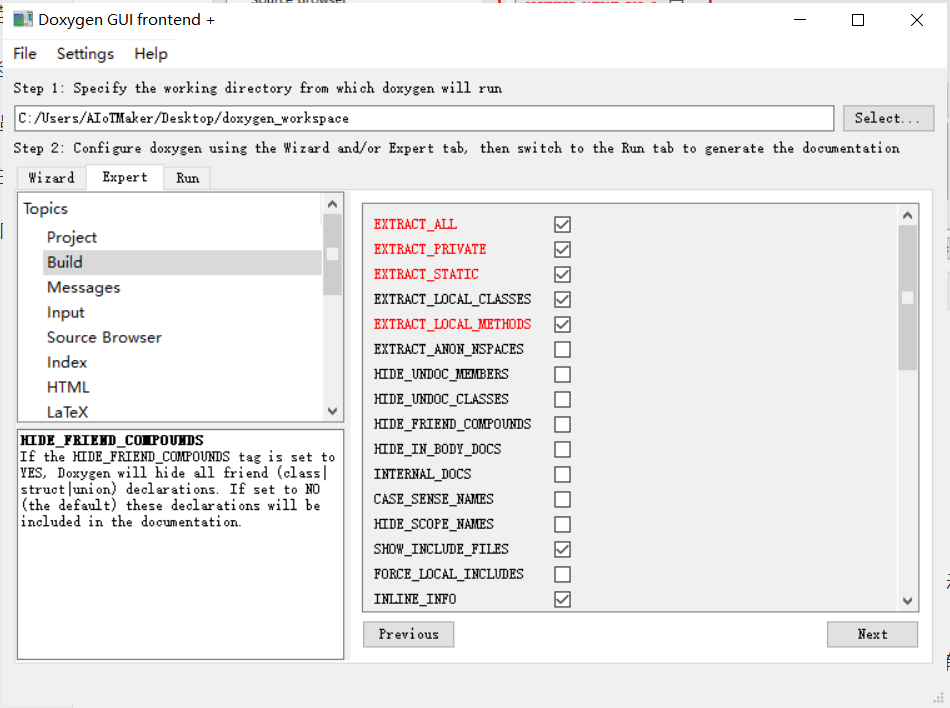 Doxygen GUI frontend +
File Settings Help
Step 1: Specify the working directory from which doxygen will run
C:/Users/AIoTMaker/Desktop/doxygen_workspace Select...
Step 2: Configure doxygen using the Wizard and/or Expert tab, then switch to the Run tab to generate the documentation
Wizard Expert Run
Topics
Project
Build
Messages
Input
Source Browser
Index
HTML
LaTeX
HIDE_FRIEND_COMPOUNDS
If the HIDE_FRIEND_COMPOUNDS tag is set to
YES, Doxygen will hide all friend (class|
struct|union) declarations. If set to NO
(the default) these declarations will be
included in the documentation.
EXTRACT_ALL
EXTRACT_PRIVATE
EXTRACT_STATIC
EXTRACT_LOCAL_CLASSES
EXTRACT_LOCAL_METHODS
EXTRACT_ANON_NSPACES
HIDE_UNDOC_MEMBERS
HIDE_UNDOC_CLASSES
HIDE_FRIEND_COMPOUNDS
HIDE_IN_BODY_DOCS
INTERNAL_DOCS
CASE_SENSE_NAMES
HIDE_SCOPE_NAMES
SHOW_INCLUDE_FILES
FORCE_LOCAL_INCLUDES
INLINE_INFO
Previous Next